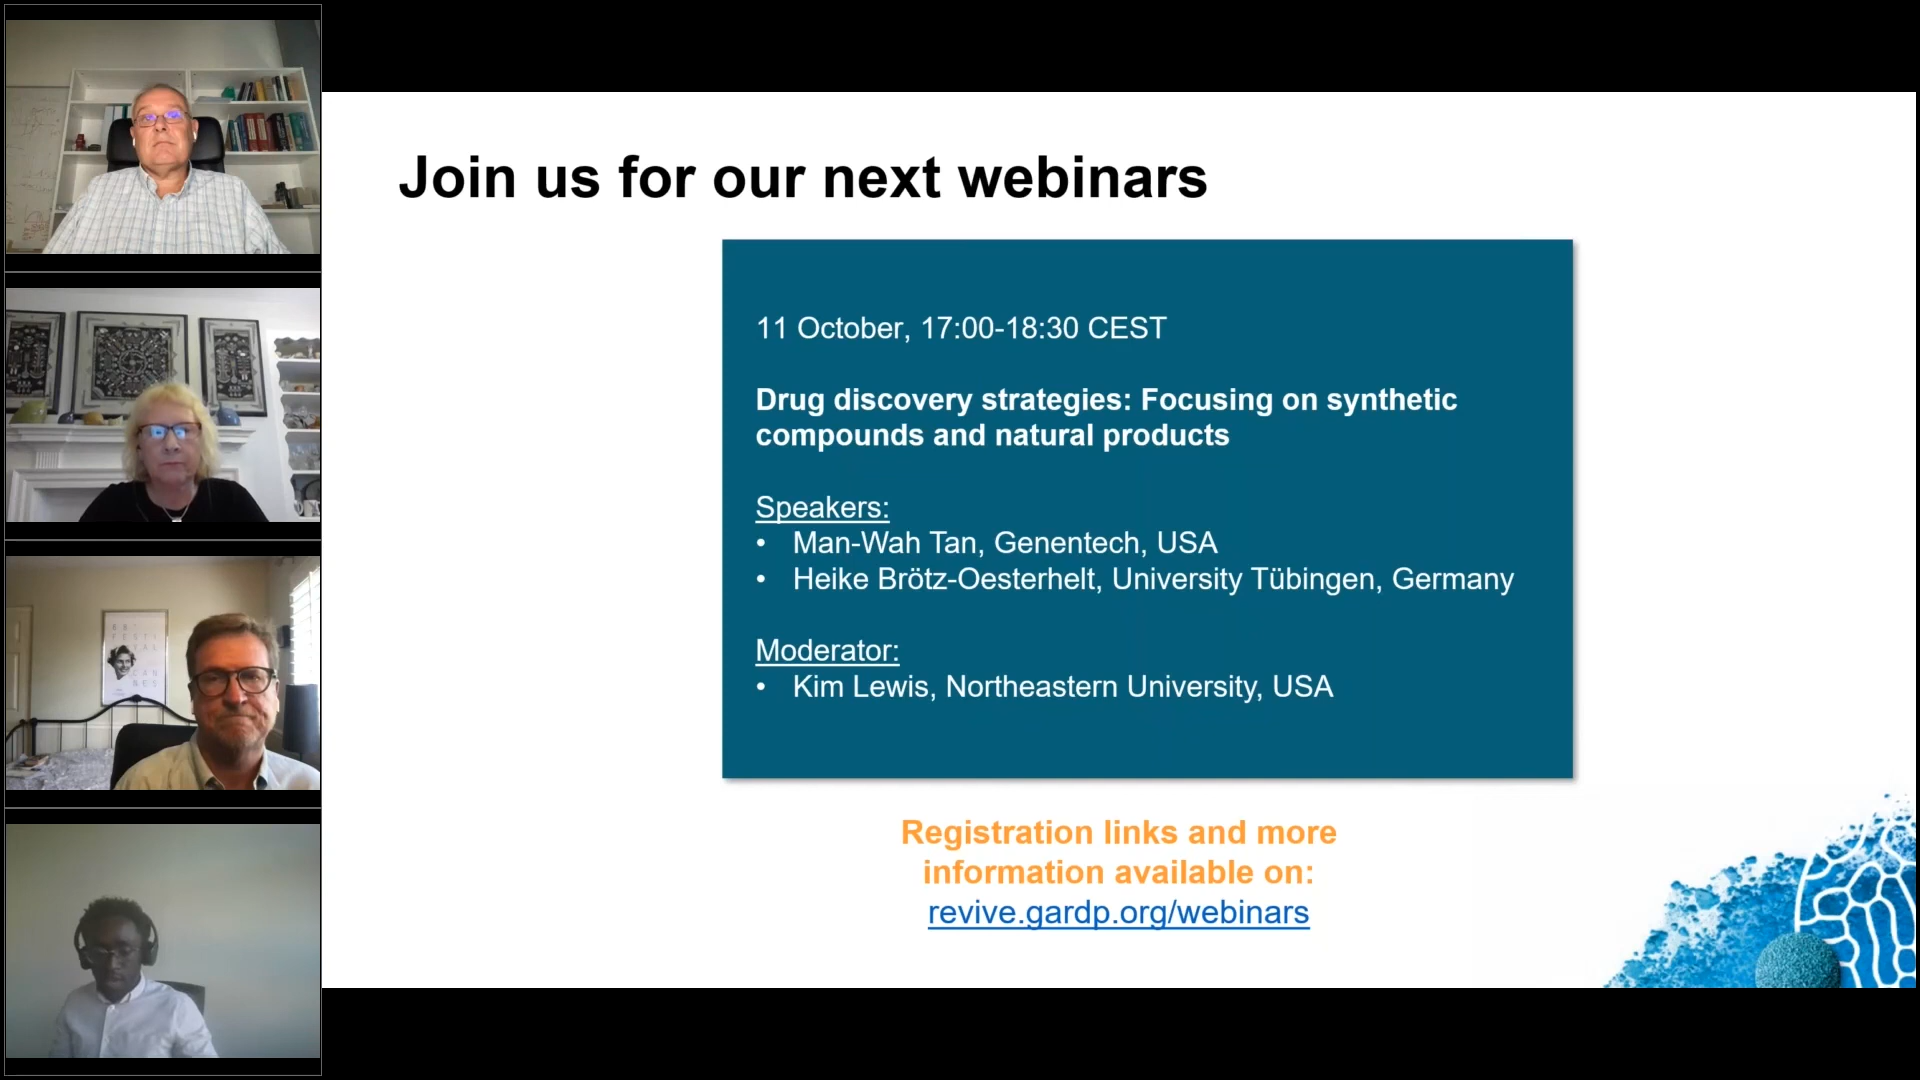 Join us for our next webinars
11 October, 17:00-18:30 CEST
Drug discovery strategies: Focusing on synthetic
compounds and natural products
Speakers:
• Man-Wah Tan, Genentech, USA
• Heike Brötz-Oesterhelt, University Tübingen, Germany
Moderator:
• Kim Lewis, Northeastern University, USA
Registration links and more
information available on:
revive.gardp.org/webinars